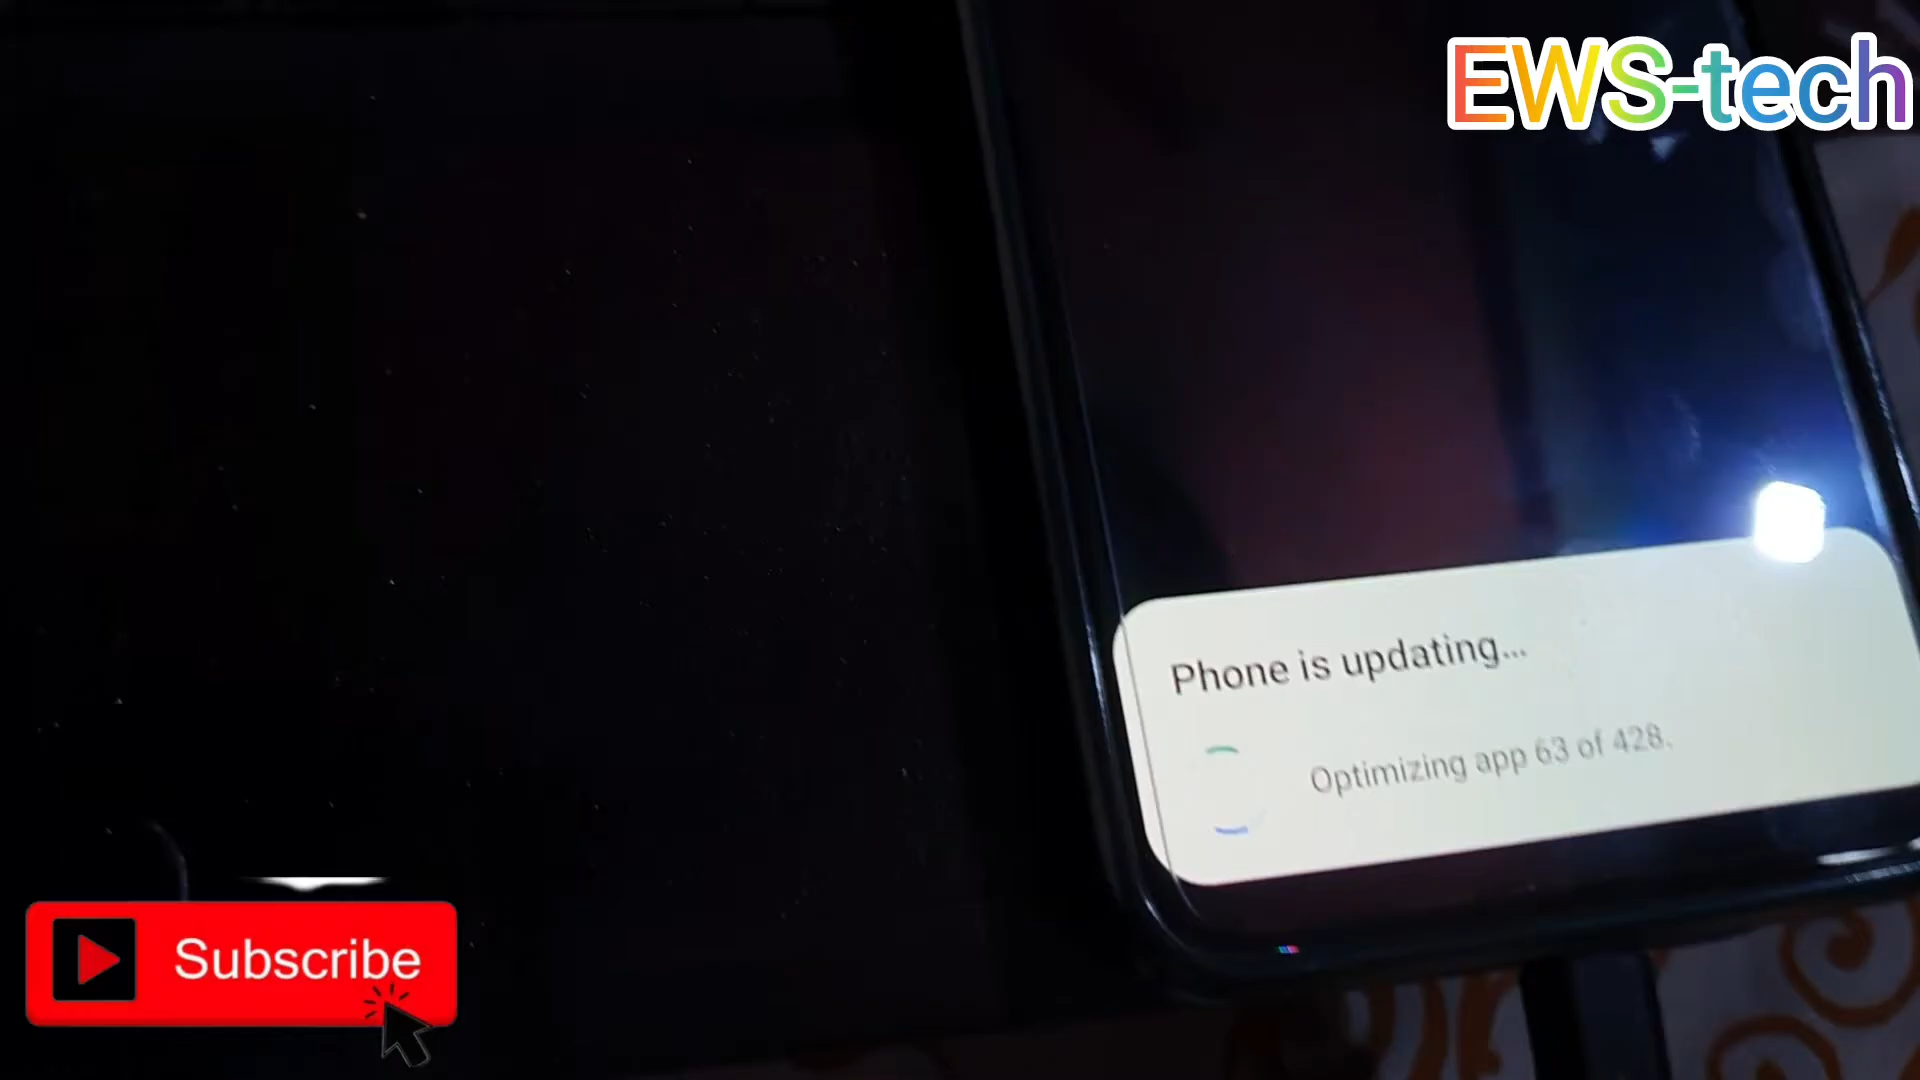 EWS-tech
Phone is updating...
Optimizing app 63 of 428.
Subscribe